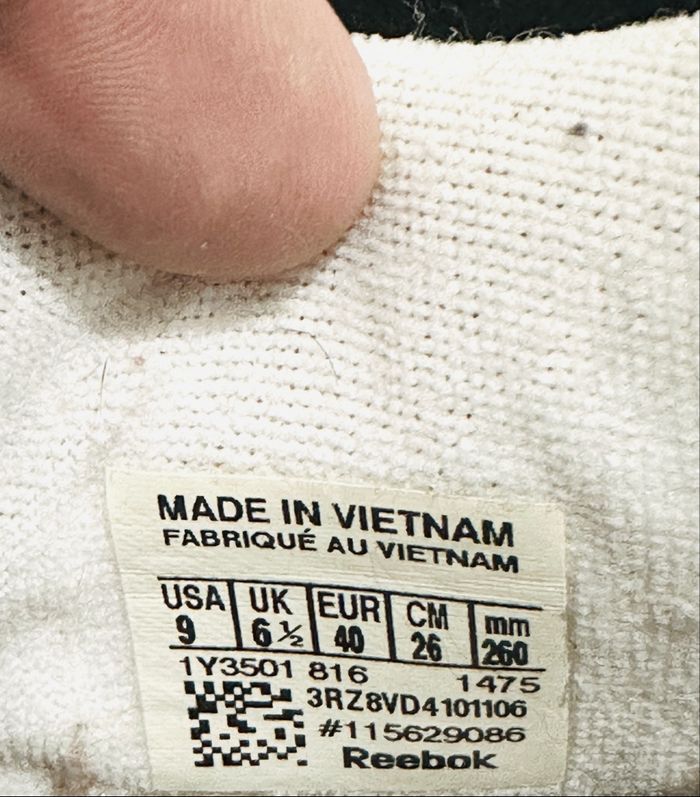 MADE IN VIETNAM
FABRIQUÉ AU VIETNAM
USA UK EUR CM mm
9 6 ½ 40 26 260
1Y3501 816 1475
3RZ8VD4101106
#115629086
Reebok